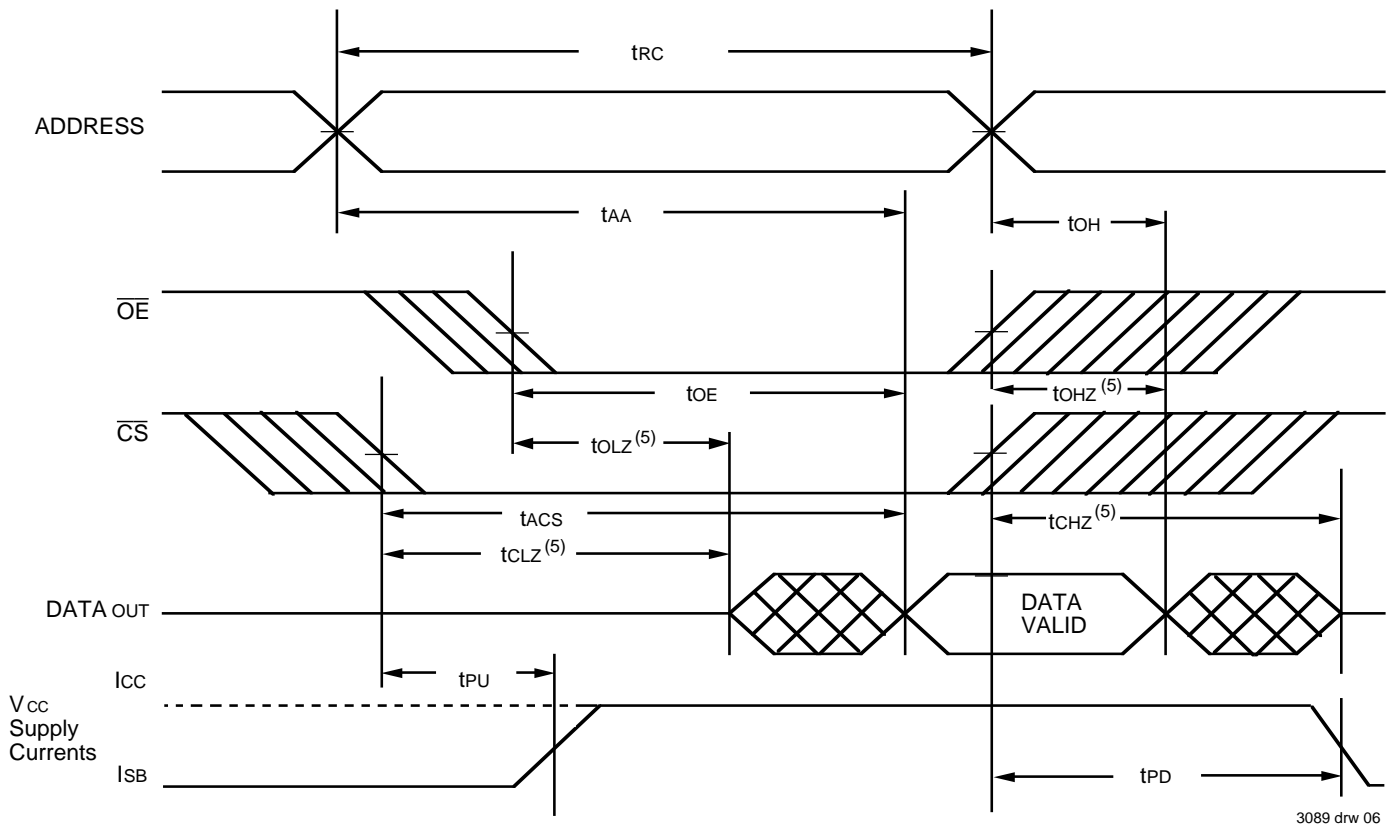 tRC
ADDRESS
tAA
tOH
OE
tOE
tOHZ (5)
CS
tOLZ (5)
tACS
tCHZ (5)
tCLZ (5)
DATA OUT
DATA
VALID
ICC
tPU
VCC
Supply
Currents
ISB
tPD
3089 drw 06